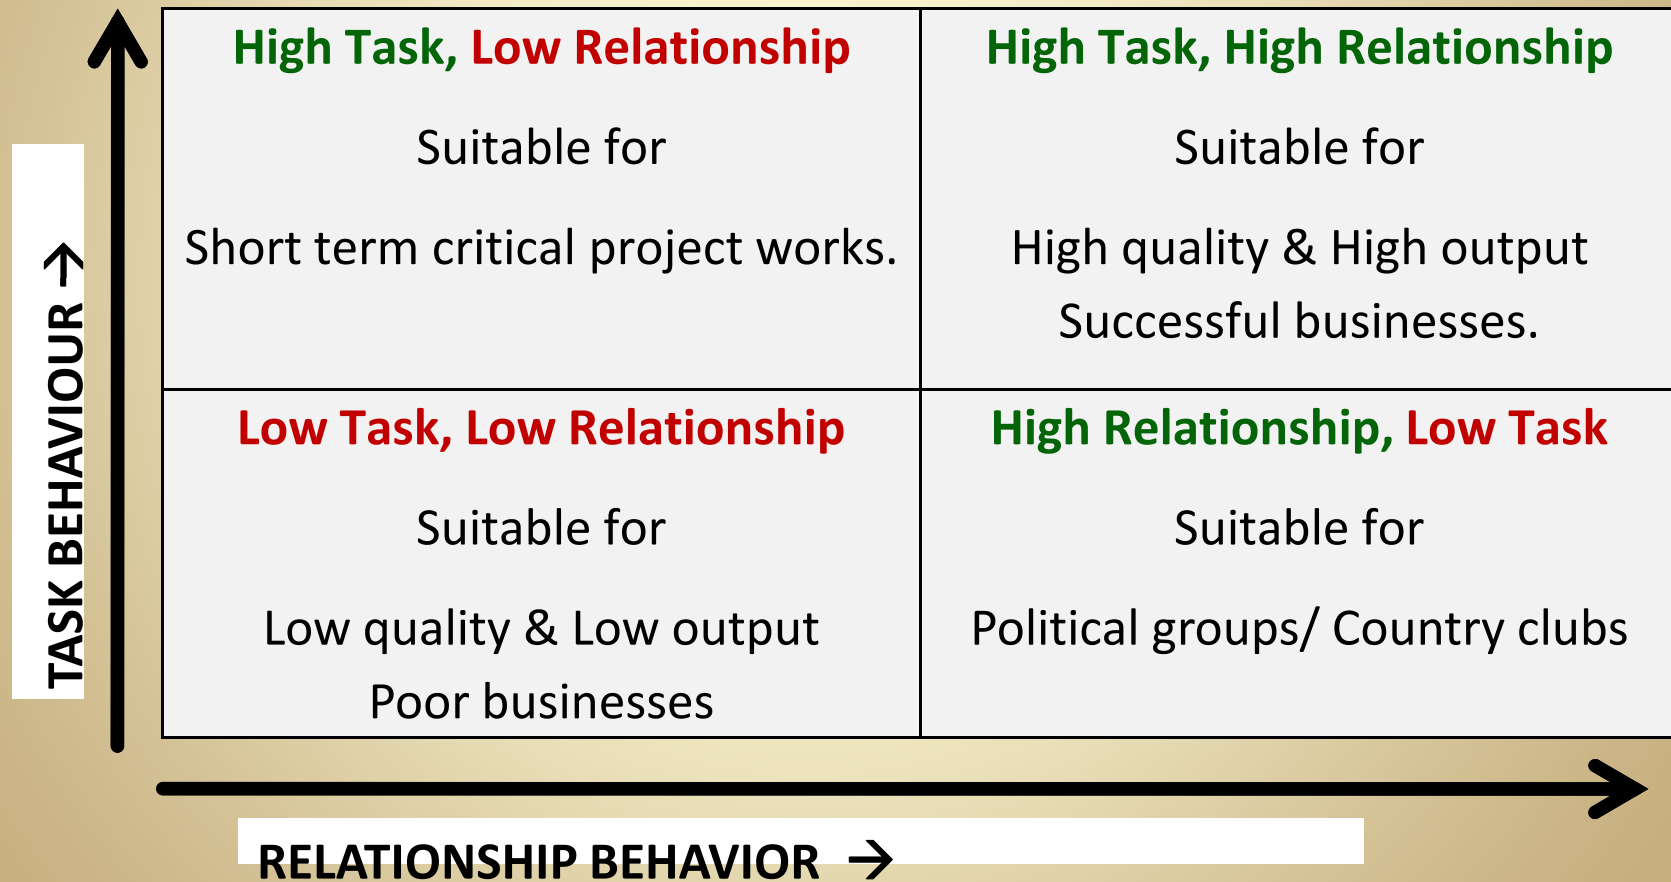 High Task, Low Relationship
Suitable for
Short term critical project works.
High Task, High Relationship
Suitable for
High quality & High output
Successful businesses.
Low Task, Low Relationship
Suitable for
Low quality & Low output
Poor businesses
High Relationship, Low Task
Suitable for
Political groups/ Country clubs
TASK BEHAVIOUR →
RELATIONSHIP BEHAVIOR →